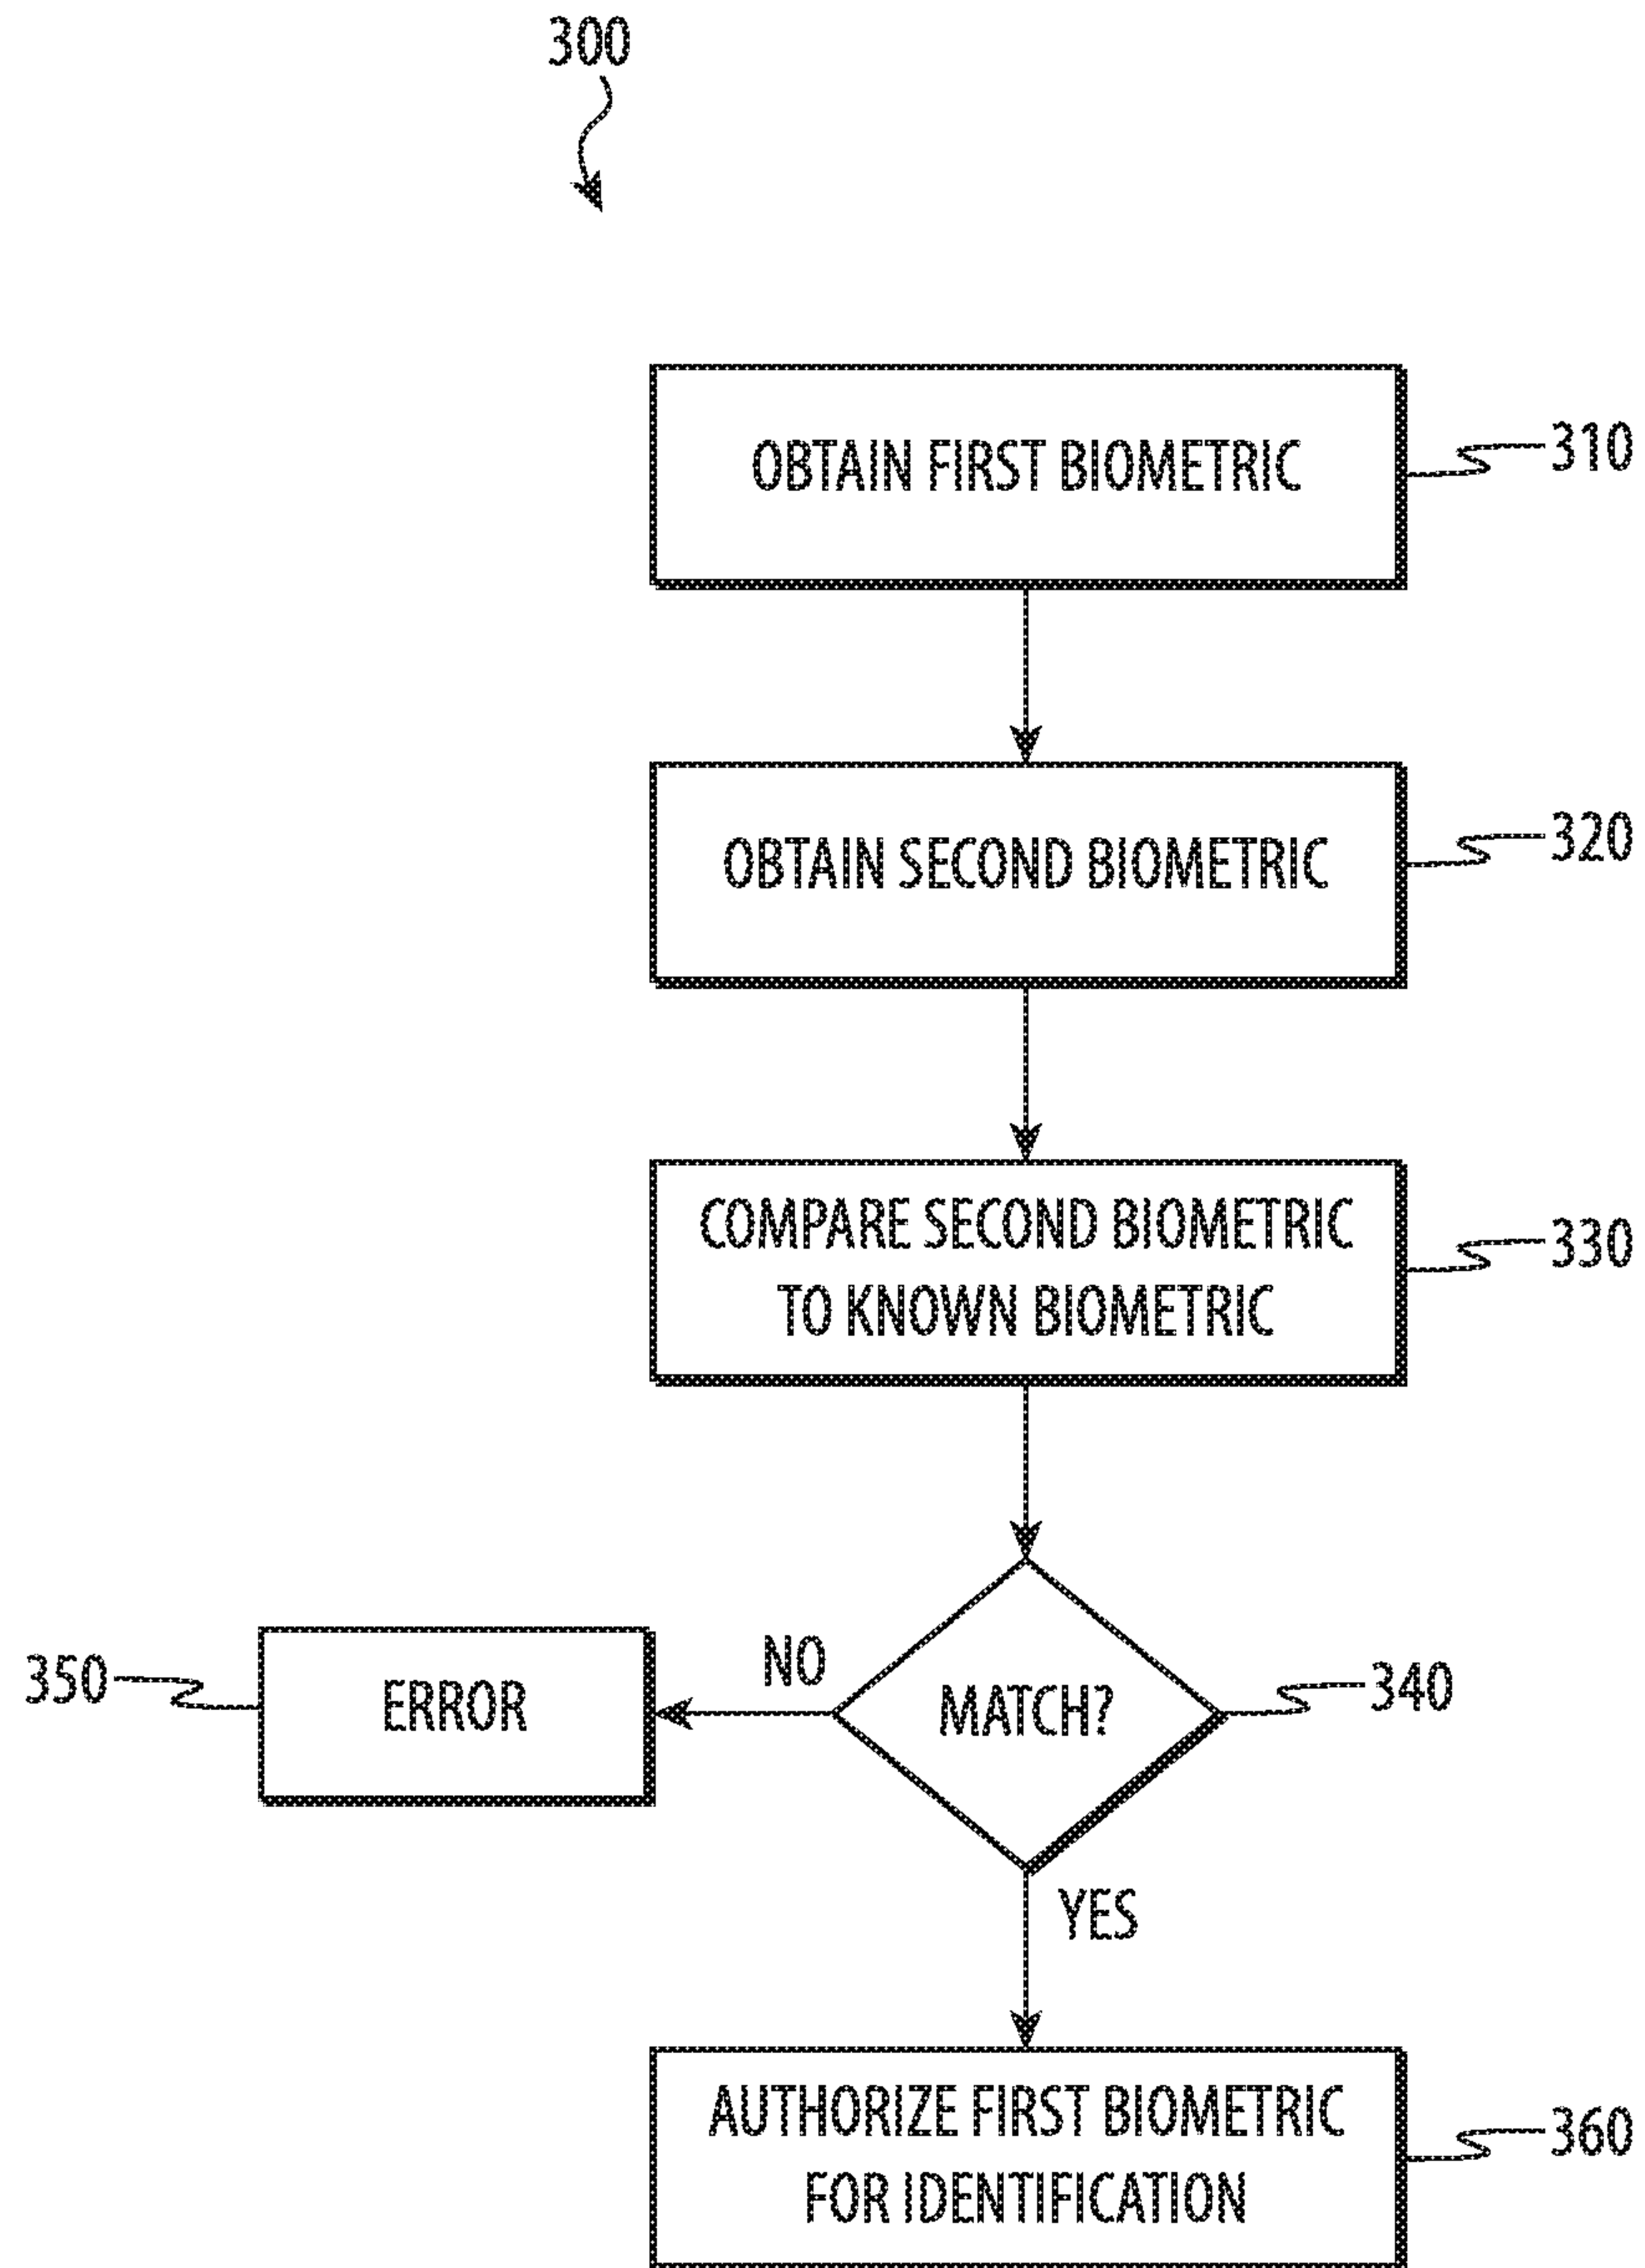 300
OBTAIN FIRST BIOMETRIC
310
OBTAIN SECOND BIOMETRIC
320
COMPARE SECOND BIOMETRIC
TO KNOWN BIOMETRIC
330
350
ERROR
NO
MATCH?
340
YES
AUTHORIZE FIRST BIOMETRIC
FOR IDENTIFICATION
360